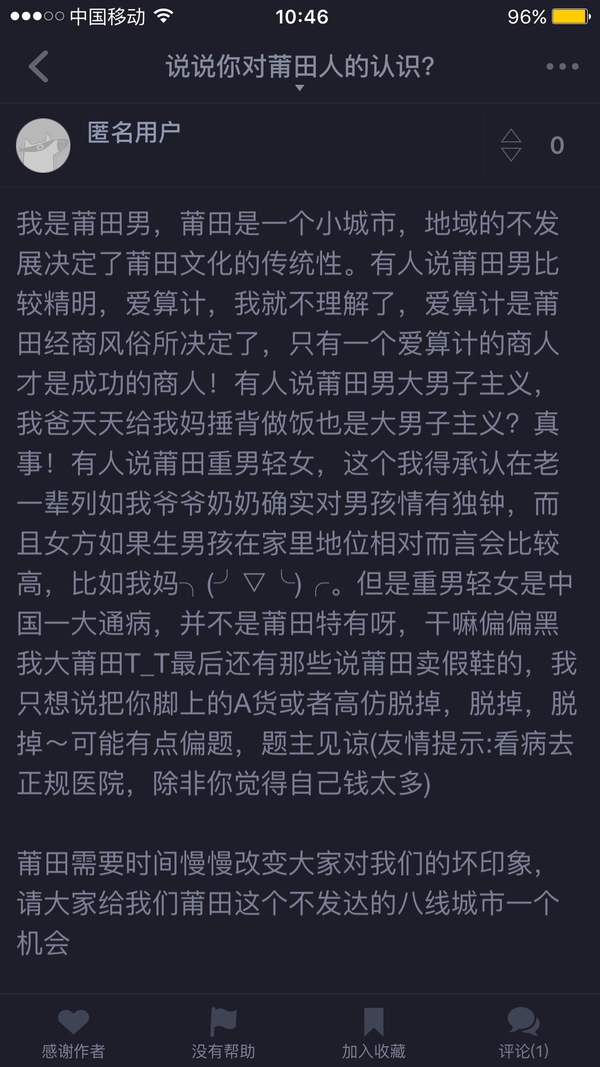 中国移动 10:46 96%
说说你对莆田人的认识?
匿名用户
0
我是莆田男，莆田是一个小城市，地域的不发
展决定了莆田文化的传统性。有人说莆田男比
较精明，爱算计，我就不理解了，爱算计是莆
田经商风俗所决定了，只有一个爱算计的商人
才是成功的商人！有人说莆田男大男子主义，
我爸天天给我妈捶背做饭也是大男子主义？真
事！有人说莆田重男轻女，这个我得承认在老
一辈列如我爷爷奶奶确实对男孩情有独钟，而
且女方如果生男孩在家里地位相对而言会比较
高，比如我妈╮(╯▽╰)╭。但是重男轻女是中
国一大通病，并不是莆田特有呀，干嘛偏偏黑
我大莆田T_T最后还有那些说莆田卖假鞋的，我
只想说把你脚上的A货或者高仿脱掉，脱掉，脱
掉～可能有点偏题，题主见谅(友情提示:看病去
正规医院，除非你觉得自己钱太多)
莆田需要时间慢慢改变大家对我们的坏印象，
请大家给我们莆田这个不发达的八线城市一个
机会
感谢作者 没有帮助 加入收藏 评论(1)